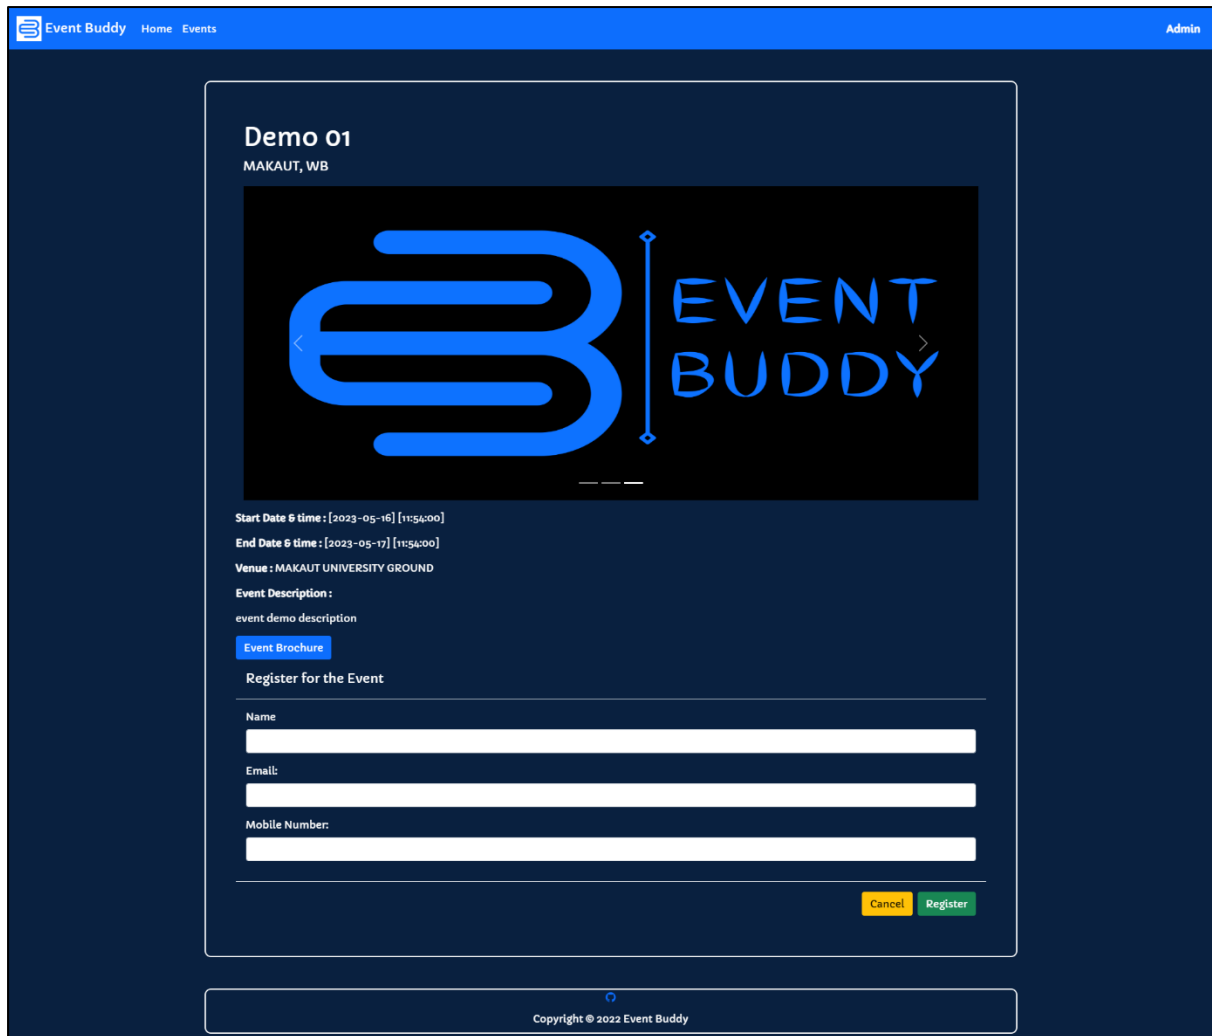 Event Buddy Home Events Admin
Demo 01
MAKAUT, WB
EVENT
BUDDY
Start Date & time : [2023-05-16] [11:54:00]
End Date & time : [2023-05-17] [11:54:00]
Venue : MAKAUT UNIVERSITY GROUND
Event Description :
event demo description
Event Brochure
Register for the Event
Name
Email:
Mobile Number:
Cancel Register
Copyright © 2022 Event Buddy